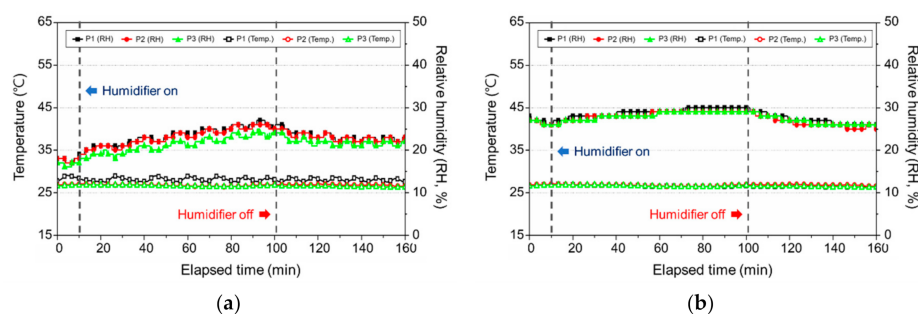 65
55
45
35
25
15
Temperature (℃)
P1 (RH) P2 (RH) P3 (RH) P1 (Temp.) P2 (Temp.) P3 (Temp.)
Humidifier on
Humidifier off
50
40
30
20
10
0
Relative humidity (RH, %)
0 20 40 60 80 100 120 140 160
Elapsed time (min)
(a)
65
55
45
35
25
15
Temperature (℃)
P1 (RH) P2 (RH) P3 (RH) P1 (Temp.) P2 (Temp.) P3 (Temp.)
Humidifier on
Humidifier off
50
40
30
20
10
0
Relative humidity (RH, %)
0 20 40 60 80 100 120 140 160
Elapsed time (min)
(b)